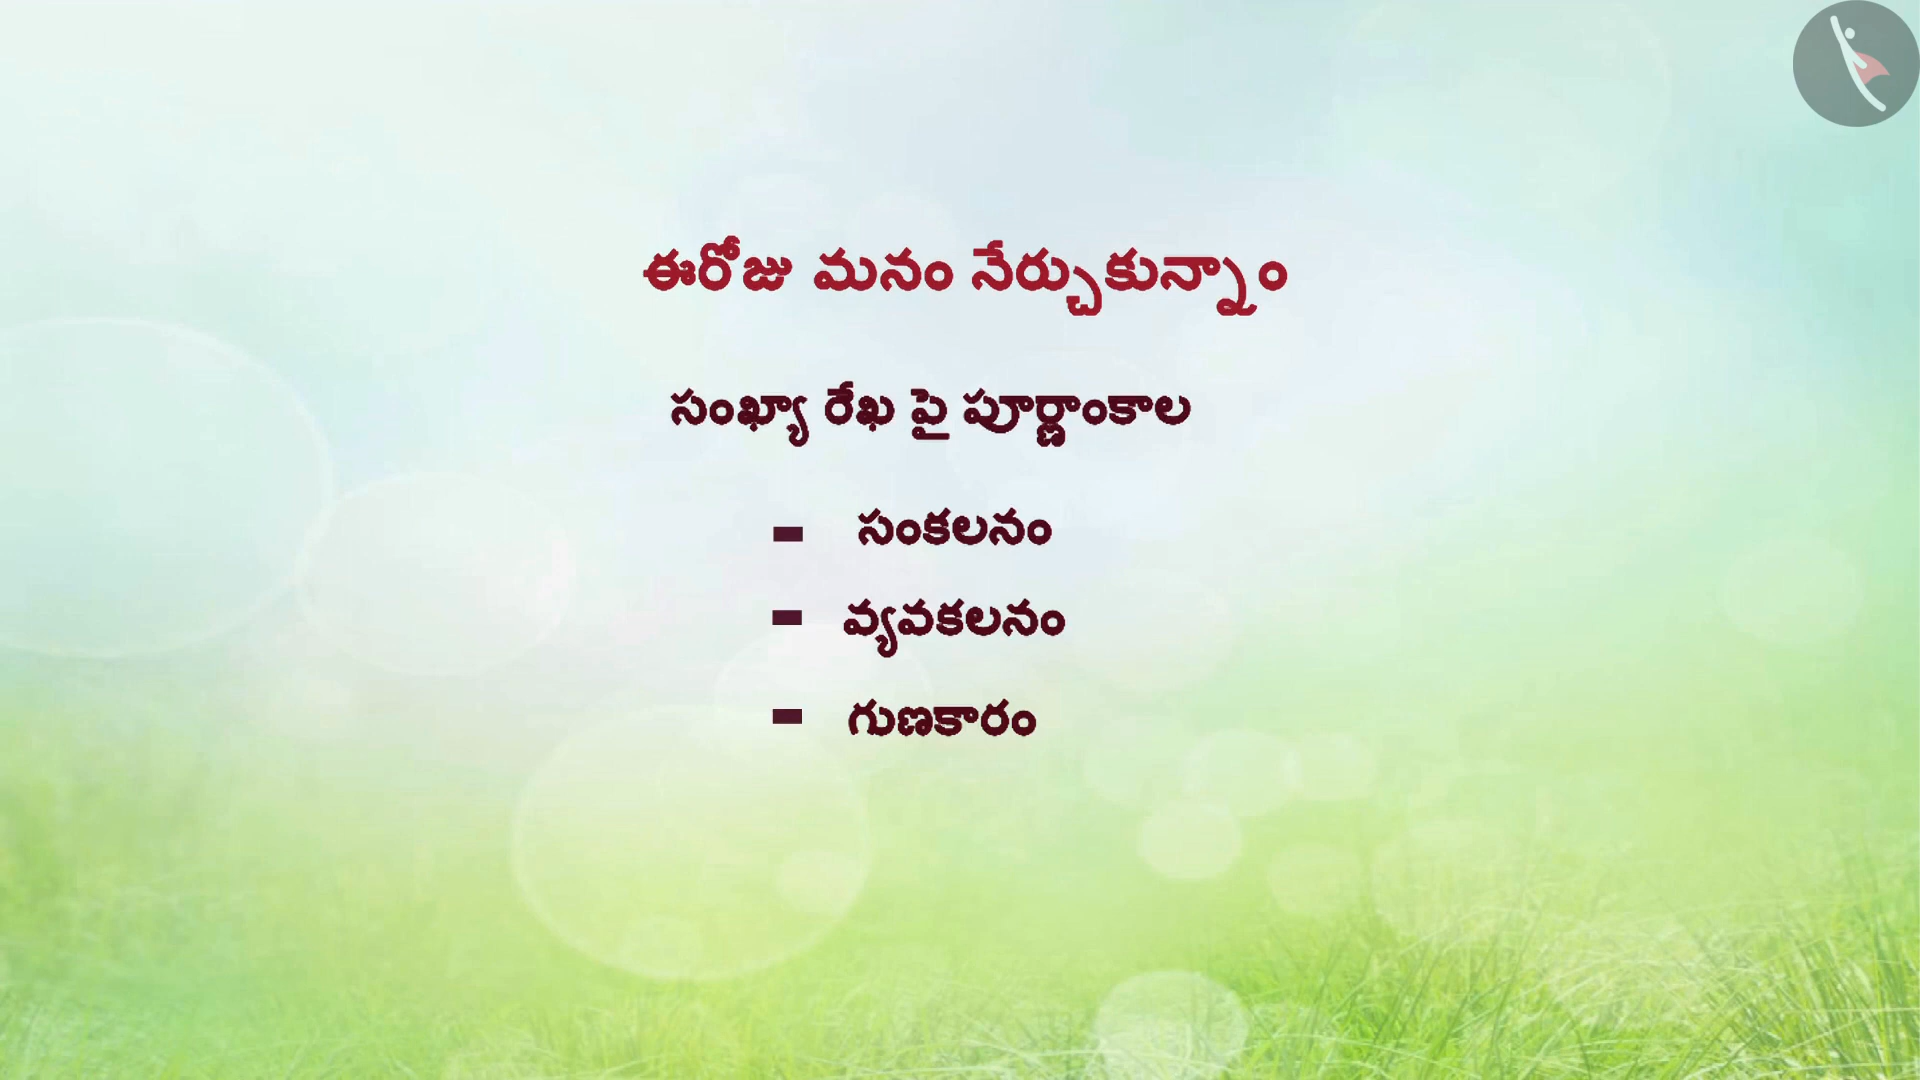 ఈరోజు మనం నేర్చుకున్నాం
సంఖ్యా రేఖ పై పూర్ణాంకాల
- సంకలనం
- వ్యవకలనం
- గుణకారం